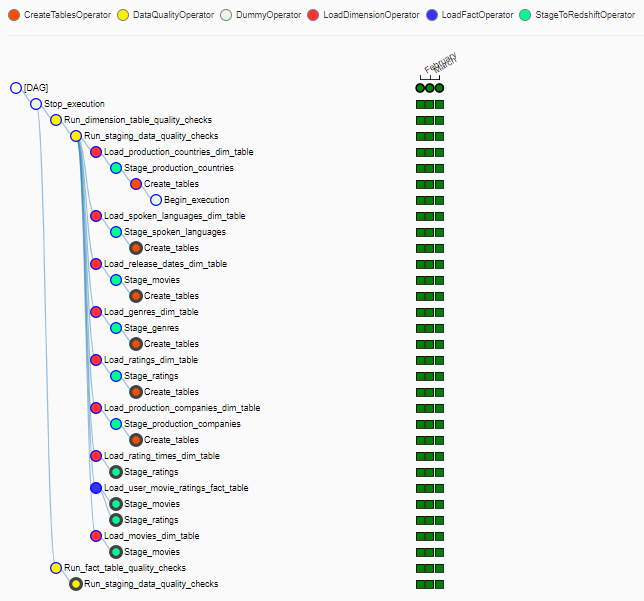 CreateTablesOperator DataQualityOperator DummyOperator LoadDimensionOperator LoadFactOperator StageToRedshiftOperator
February
March
[DAG]
Stop_execution
Run_dimension_table_quality_checks
Run_staging_data_quality_checks
Load_production_countries_dim_table
Stage_production_countries
Create_tables
Begin_execution
Load_spoken_languages_dim_table
Stage_spoken_languages
Create_tables
Load_release_dates_dim_table
Stage_movies
Create_tables
Load_genres_dim_table
Stage_genres
Create_tables
Load_ratings_dim_table
Stage_ratings
Create_tables
Load_production_companies_dim_table
Stage_production_companies
Create_tables
Load_rating_times_dim_table
Stage_ratings
Load_user_movie_ratings_fact_table
Stage_movies
Stage_ratings
Load_movies_dim_table
Stage_movies
Run_fact_table_quality_checks
Run_staging_data_quality_checks